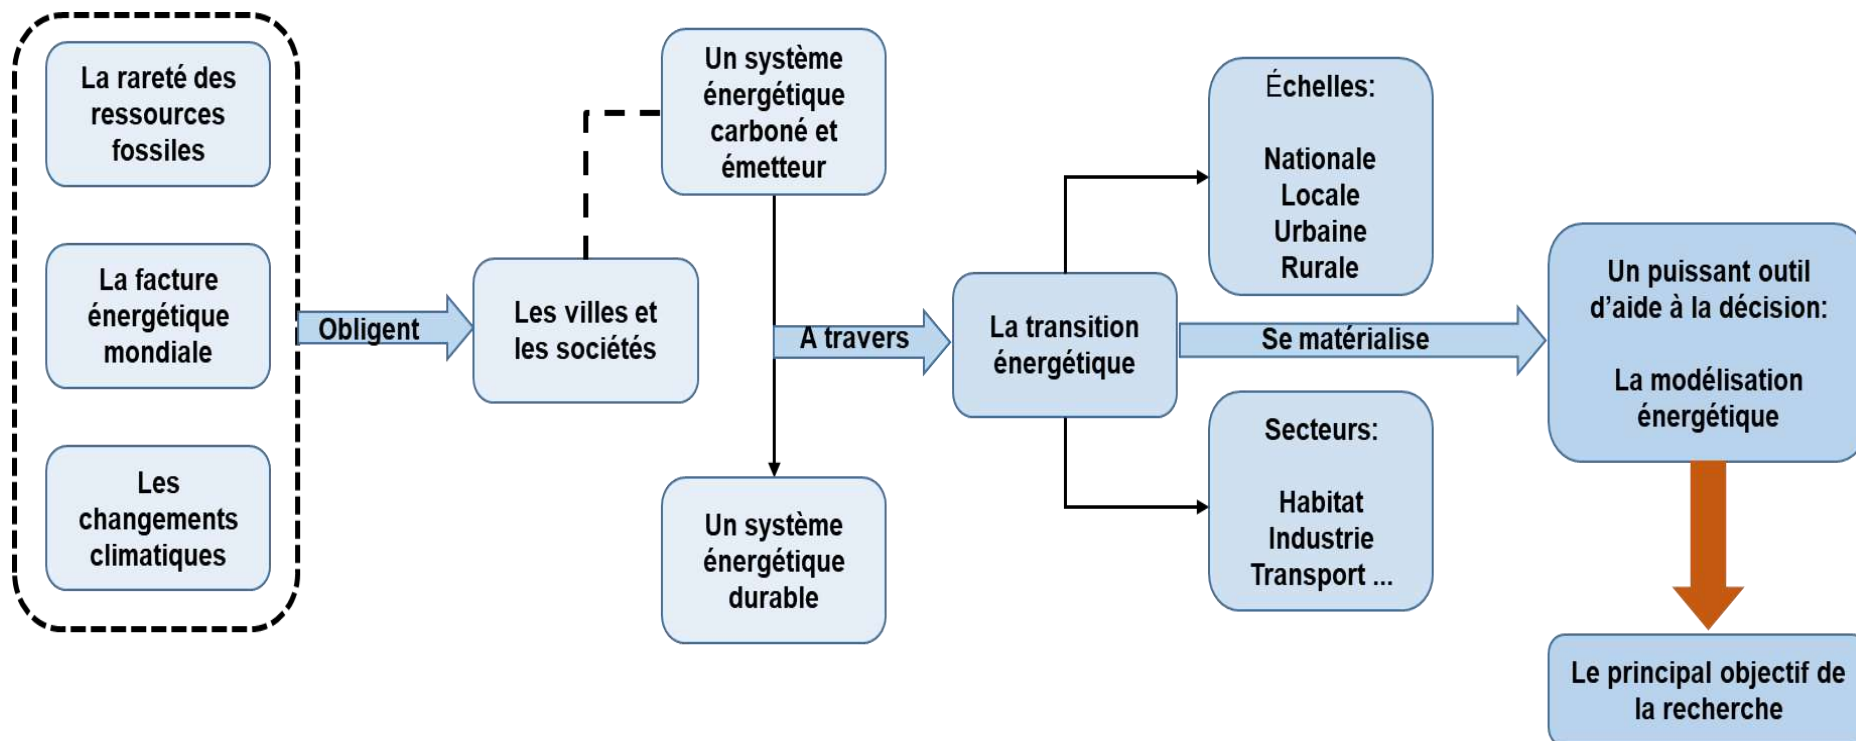 La rareté des
ressources
fossiles
La facture
énergétique
mondiale
Les
changements
climatiques
Obligent
Les villes et
les sociétés
Un système
énergétique
carboné et
émetteur
Un système
énergétique
durable
A travers
La transition
énergétique
Échelles:
Nationale
Locale
Urbaine
Rurale
Secteurs:
Habitat
Industrie
Transport ...
Se matérialise
Un puissant outil
d’aide à la décision:
La modélisation
énergétique
Le principal objectif de
la recherche